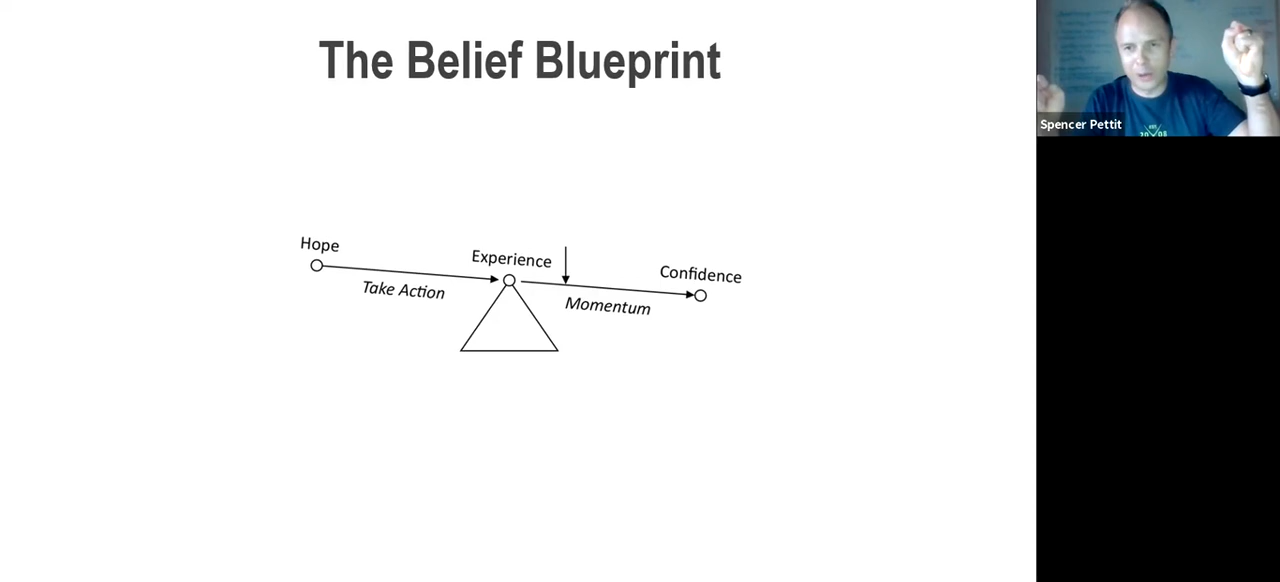 The Belief Blueprint
Spencer Pettit
Hope
Experience
Confidence
Take Action
Momentum